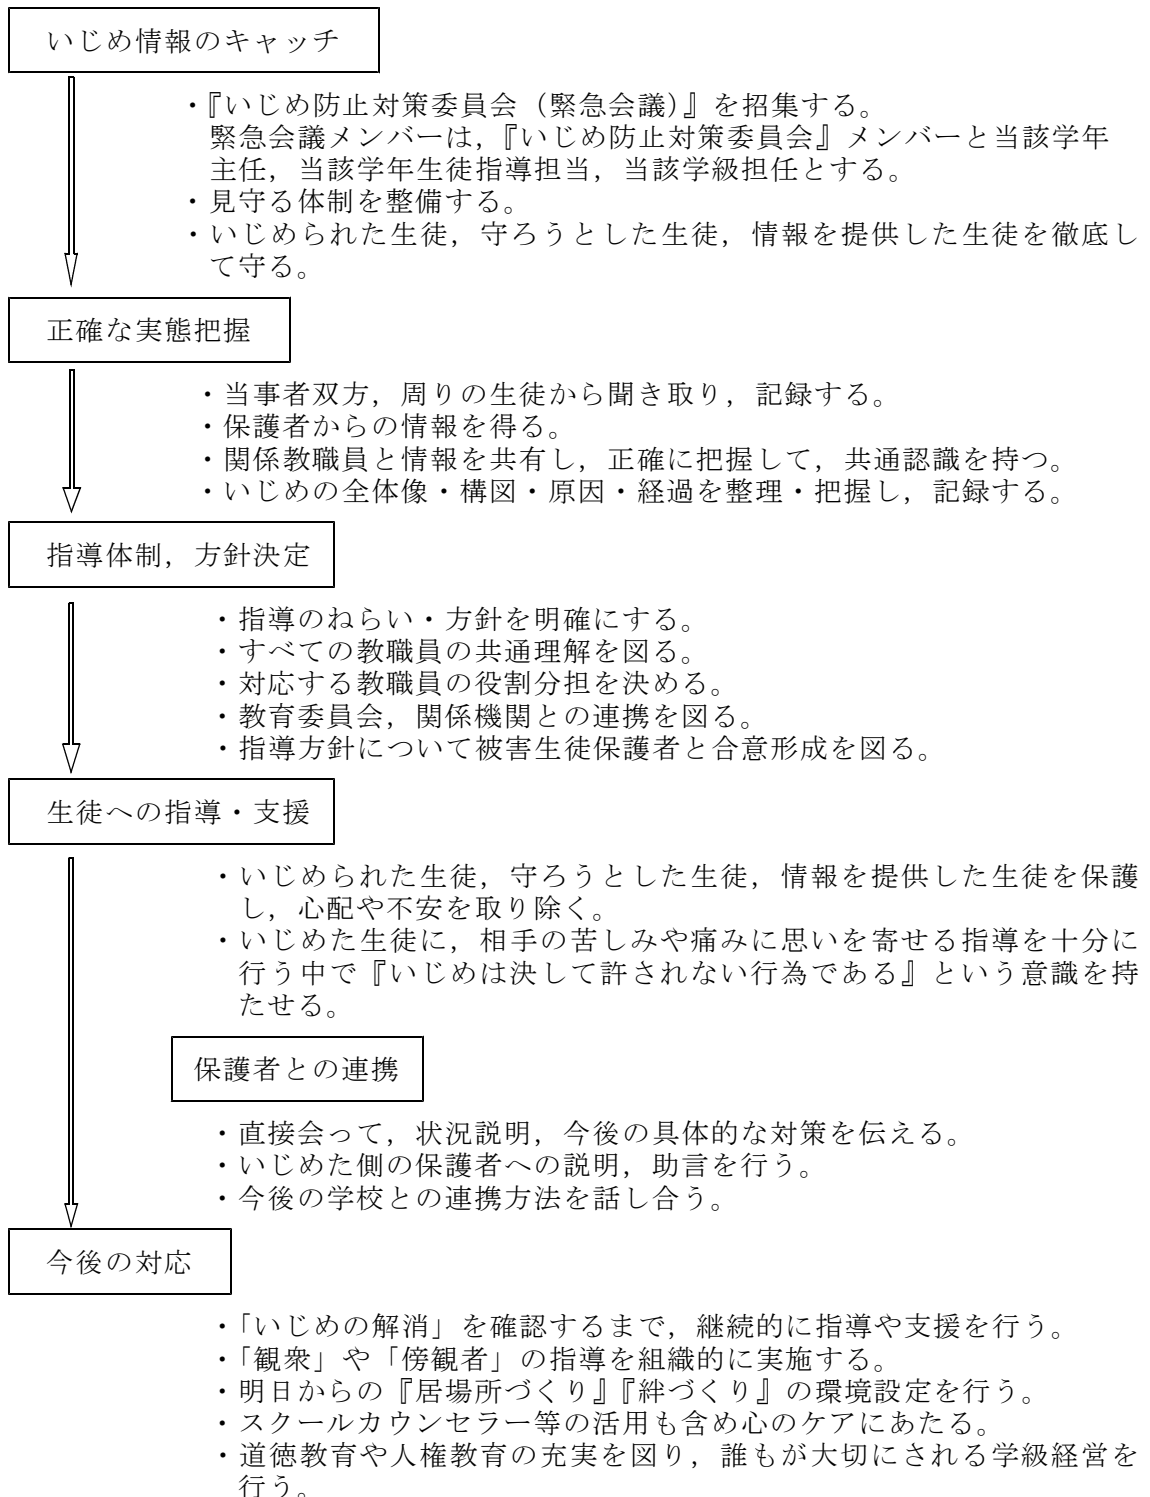 いじめ情報のキャッチ
・『いじめ防止対策委員会（緊急会議）』を招集する。
緊急会議メンバーは，『いじめ防止対策委員会』メンバーと当該学年
主任，当該学年生徒指導担当，当該学級担任とする。
・見守る体制を整備する。
・いじめられた生徒，守ろうとした生徒，情報を提供した生徒を徹底し
て守る。
正確な実態把握
・当事者双方，周りの生徒から聞き取り，記録する。
・保護者からの情報を得る。
・関係教職員と情報を共有し，正確に把握して，共通認識を持つ。
・いじめの全体像・構図・原因・経過を整理・把握し，記録する。
指導体制，方針決定
・指導のねらい・方針を明確にする。
・すべての教職員の共通理解を図る。
・対応する教職員の役割分担を決める。
・教育委員会，関係機関との連携を図る。
・指導方針について被害生徒保護者と合意形成を図る。
生徒への指導・支援
・いじめられた生徒，守ろうとした生徒，情報を提供した生徒を保護
し，心配や不安を取り除く。
・いじめた生徒に，相手の苦しみや痛みに思いを寄せる指導を十分に
行う中で『いじめは決して許されない行為である』という意識を持
たせる。
保護者との連携
・直接会って，状況説明，今後の具体的な対策を伝える。
・いじめた側の保護者への説明，助言を行う。
・今後の学校との連携方法を話し合う。
今後の対応
・「いじめの解消」を確認するまで，継続的に指導や支援を行う。
・「観衆」や「傍観者」の指導を組織的に実施する。
・明日からの『居場所づくり』『絆づくり』の環境設定を行う。
・スクールカウンセラー等の活用も含め心のケアにあたる。
・道徳教育や人権教育の充実を図り，誰もが大切にされる学級経営を
行う。